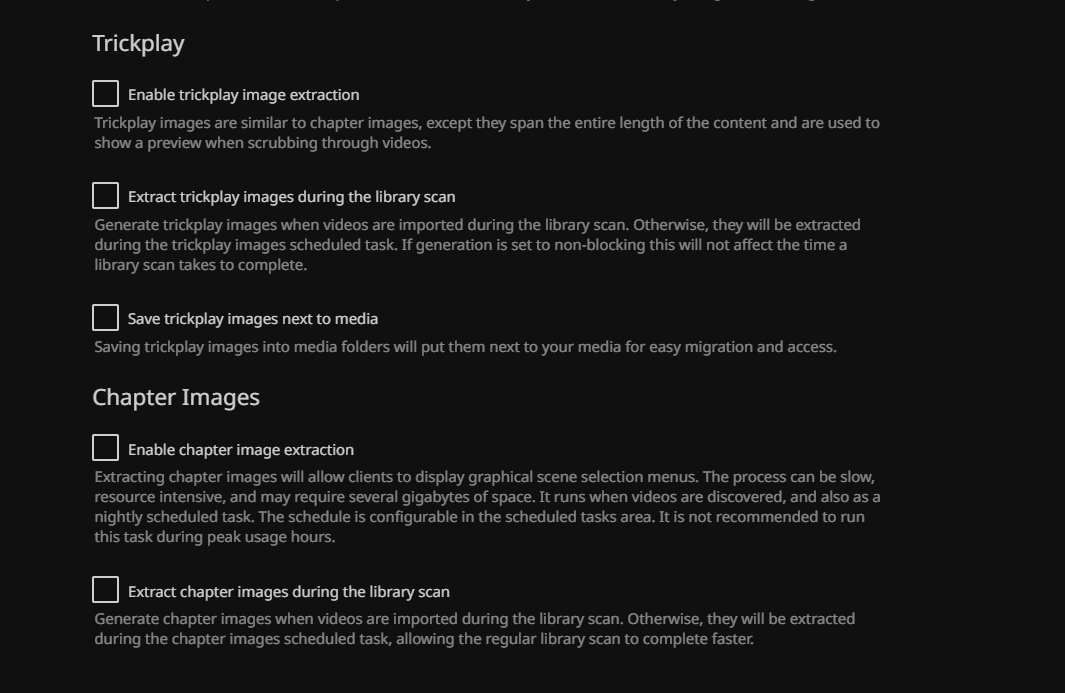 Trickplay
Enable trickplay image extraction
Trickplay images are similar to chapter images, except they span the entire length of the content and are used to
show a preview when scrubbing through videos.
Extract trickplay images during the library scan
Generate trickplay images when videos are imported during the library scan. Otherwise, they will be extracted
during the trickplay images scheduled task. If generation is set to non-blocking this will not affect the time a
library scan takes to complete.
Save trickplay images next to media
Saving trickplay images into media folders will put them next to your media for easy migration and access.
Chapter Images
Enable chapter image extraction
Extracting chapter images will allow clients to display graphical scene selection menus. The process can be slow,
resource intensive, and may require several gigabytes of space. It runs when videos are discovered, and also as a
nightly scheduled task. The schedule is configurable in the scheduled tasks area. It is not recommended to run
this task during peak usage hours.
Extract chapter images during the library scan
Generate chapter images when videos are imported during the library scan. Otherwise, they will be extracted
during the chapter images scheduled task, allowing the regular library scan to complete faster.